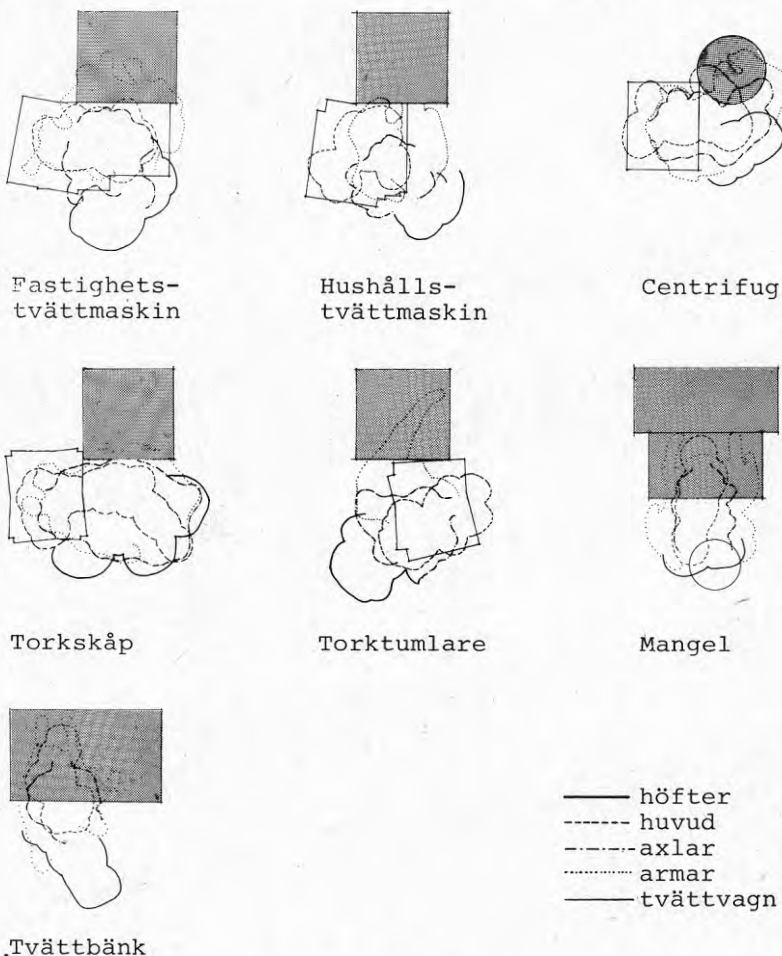 Fastighets-
tvättmaskin
Hushålls-
tvättmaskin
Centrifug
Torkskåp
Torktumlare
Mangel
höfter
huvud
axlar
armar
tvättvagn
Tvättbänk